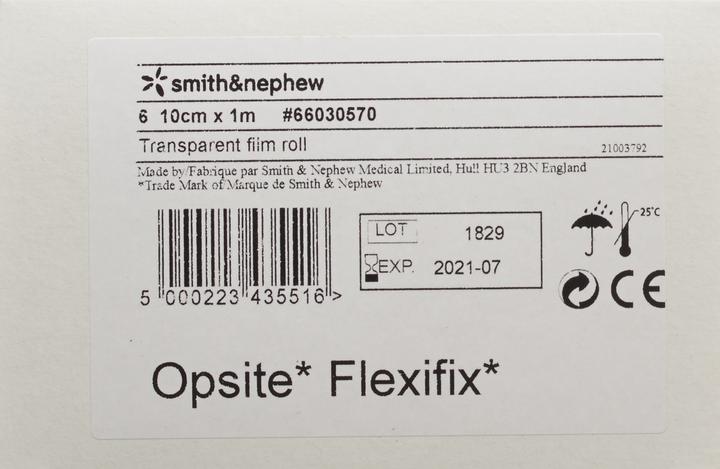 smith&nephew
6 10cm x 1m #66030570
Transparent film roll 21003792
Made by/Fabrique par Smith & Nephew Medical Limited, Hull HU3 2BN England
*Trade Mark of/Marque de Smith & Nephew
LOT 1829
EXP. 2021-07
25°C
5 000223 435516 >
CE
Opsite* Flexifix*